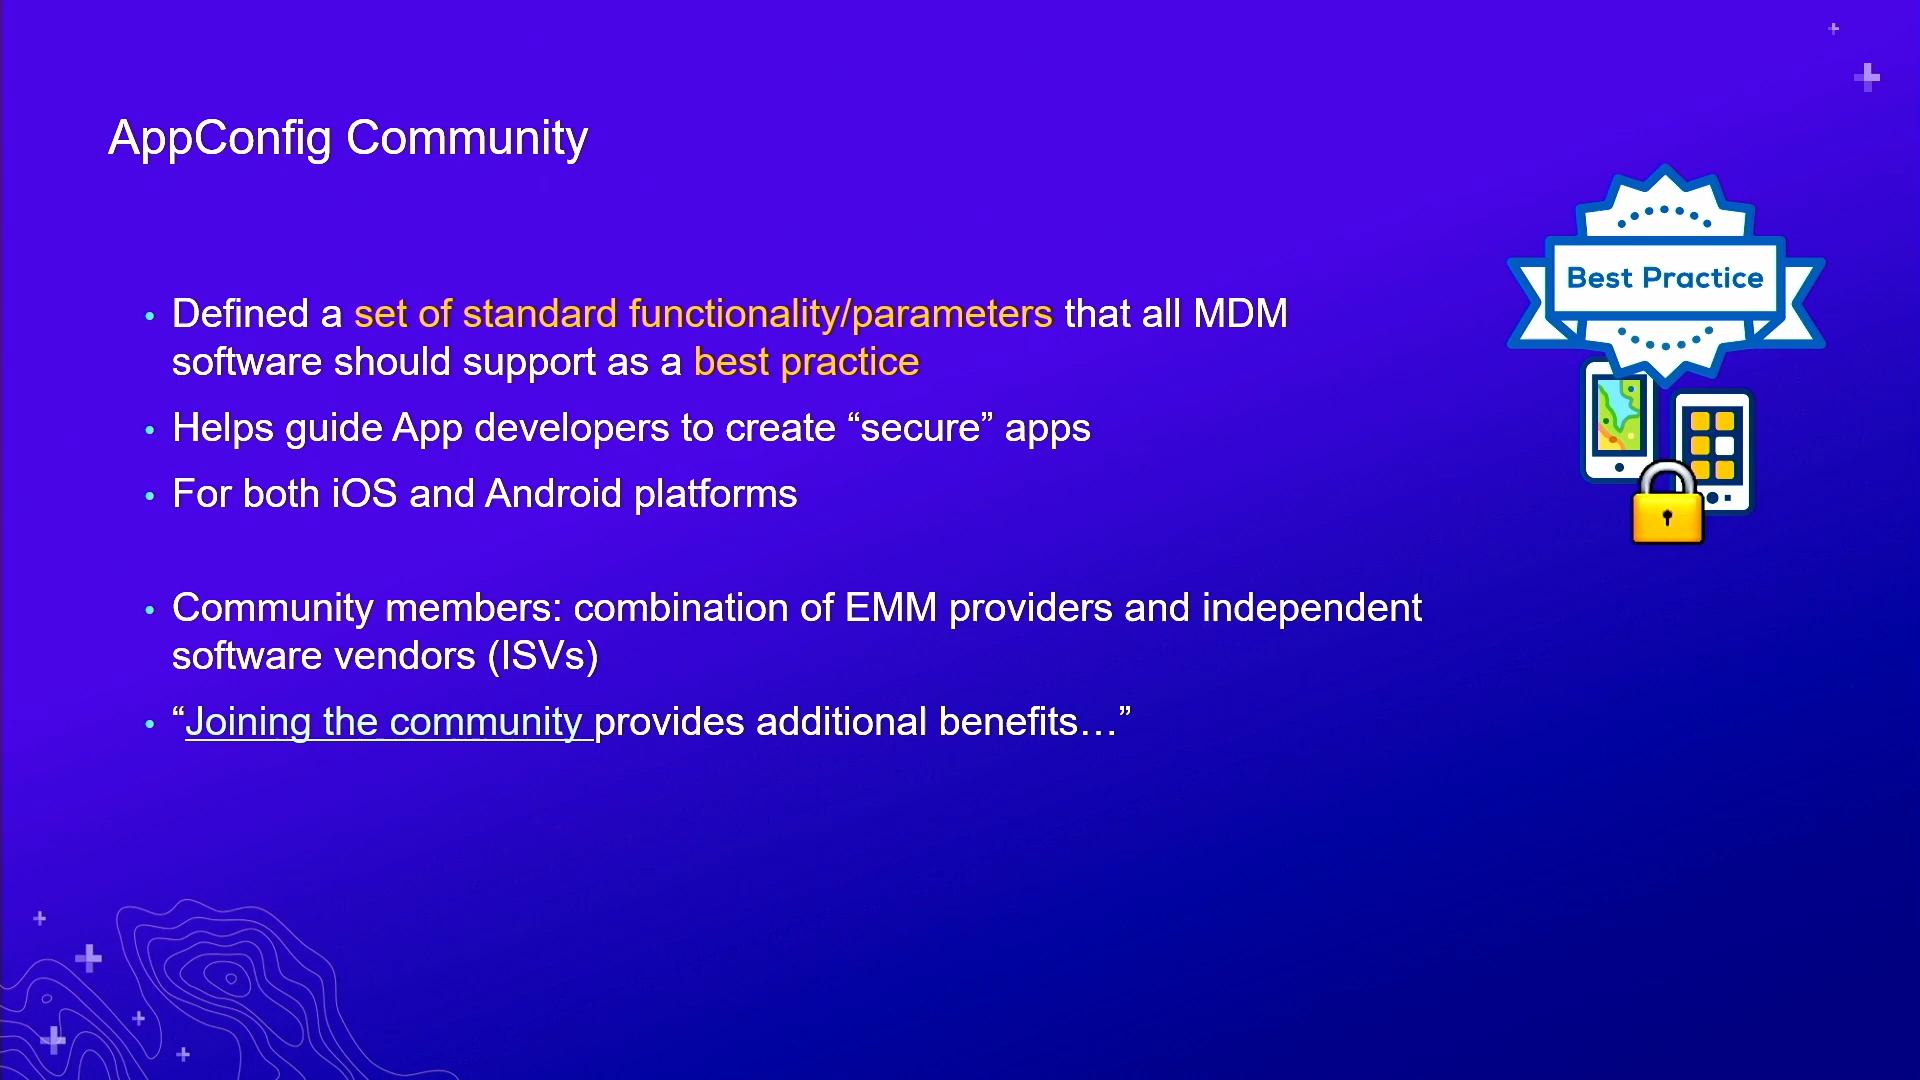 AppConfig Community
Best Practice
• Defined a set of standard functionality/parameters that all MDM
software should support as a best practice
• Helps guide App developers to create “secure” apps
• For both iOS and Android platforms
• Community members: combination of EMM providers and independent
software vendors (ISVs)
• “Joining the community provides additional benefits…”